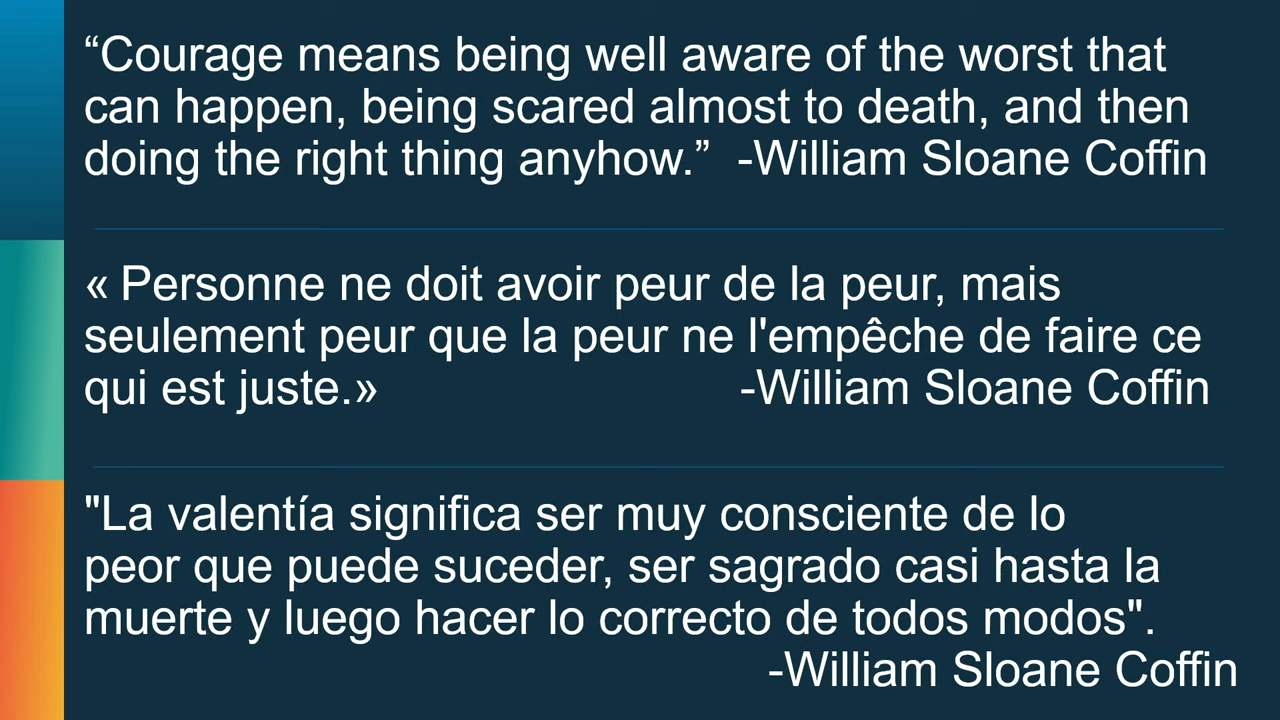 “Courage means being well aware of the worst that
can happen, being scared almost to death, and then
doing the right thing anyhow.”  -William Sloane Coffin
« Personne ne doit avoir peur de la peur, mais
seulement peur que la peur ne l'empêche de faire ce
qui est juste.» -William Sloane Coffin
"La valentía significa ser muy consciente de lo
peor que puede suceder, ser sagrado casi hasta la
muerte y luego hacer lo correcto de todos modos".
-William Sloane Coffin